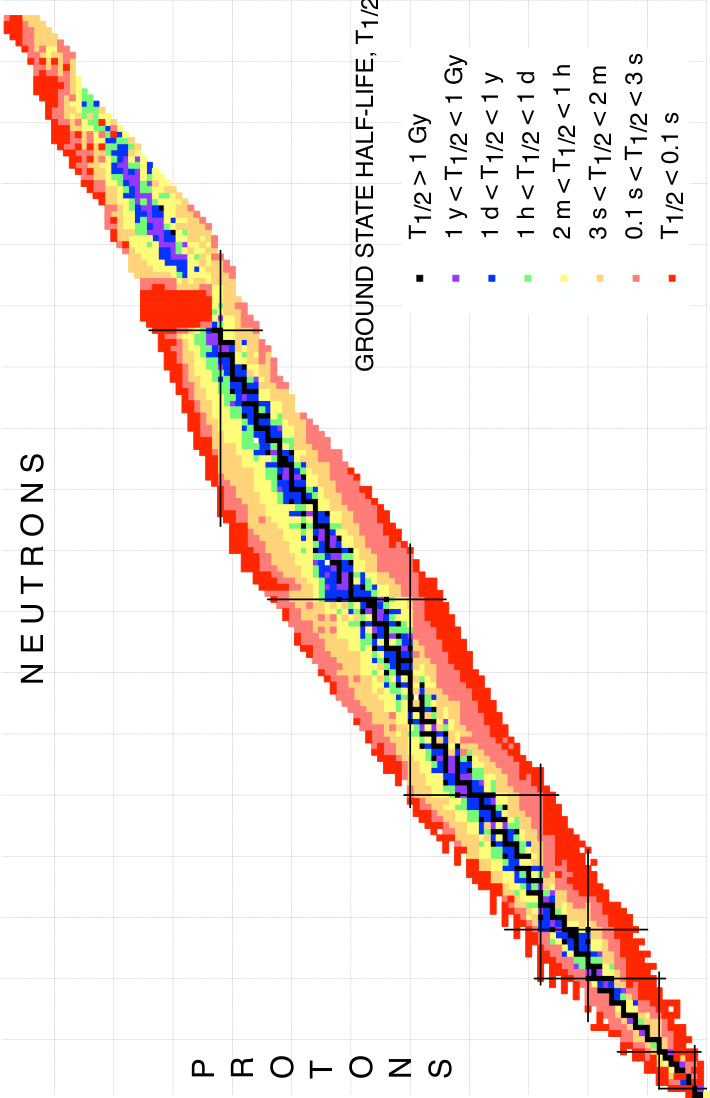 NEUTRONS
PROTONS
GROUND STATE HALF-LIFE, T1/2
T1/2 > 1 Gy
1 y < T1/2 < 1 Gy
1 d < T1/2 < 1 y
1 h < T1/2 < 1 d
2 m < T1/2 < 1 h
3 s < T1/2 < 2 m
0.1 s < T1/2 < 3 s
T1/2 < 0.1 s